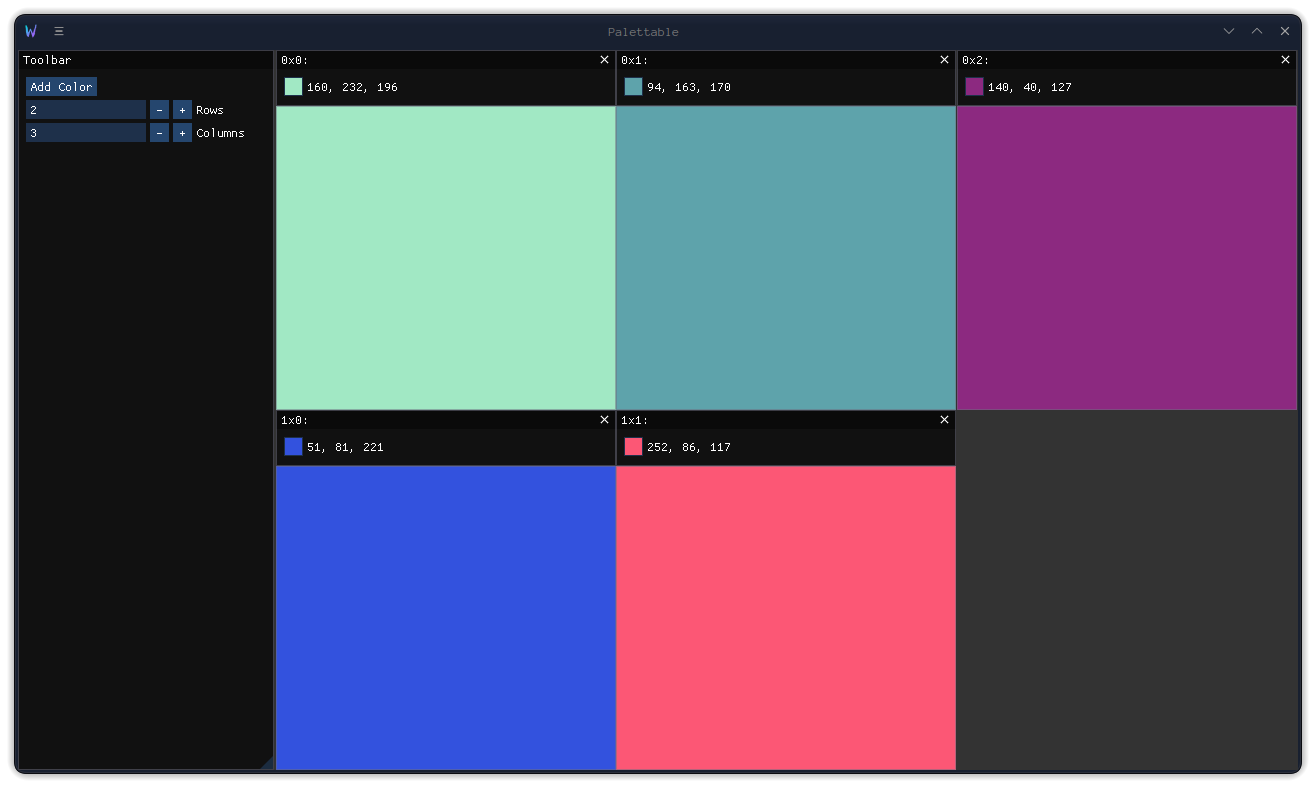 Palettable
Toolbar
Add Color
2 - + Rows
3 - + Columns
0x0:
160, 232, 196
0x1:
94, 163, 170
0x2:
140, 40, 127
1x0:
51, 81, 221
1x1:
252, 86, 117